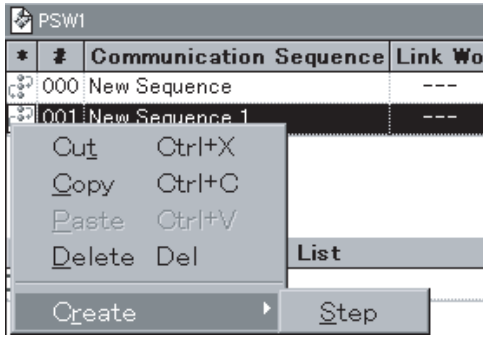 PSW1
* # Communication Sequence Link Wo
000 New Sequence ---
001 New Sequence 1 ---
Cut Ctrl+X
Copy Ctrl+C
Paste Ctrl+V
Delete Del
List
Create Step